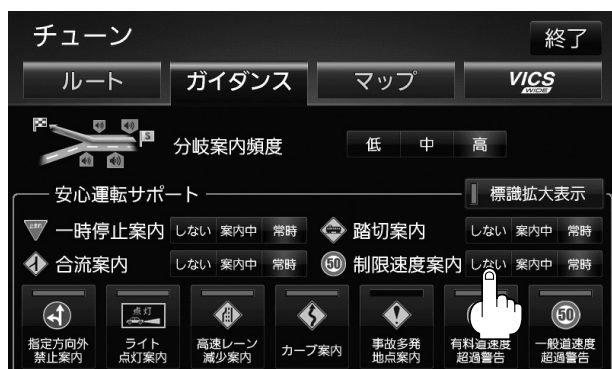 チューン
終了
ルート ガイダンス マップ VICS WIDE
S
分岐案内頻度 低 中 高
安心運転サポート 標識拡大表示
一時停止案内 しない 案内中 常時 踏切案内 しない 案内中 常時
合流案内 しない 案内中 常時 50 制限速度案内 しない 案内中 常時
点灯 50
指定方向外 禁止案内
ライト 点灯案内
高速レーン 減少案内
カーブ案内
事故多発 地点案内
有料道速度 超過警告
一般道速度 超過警告